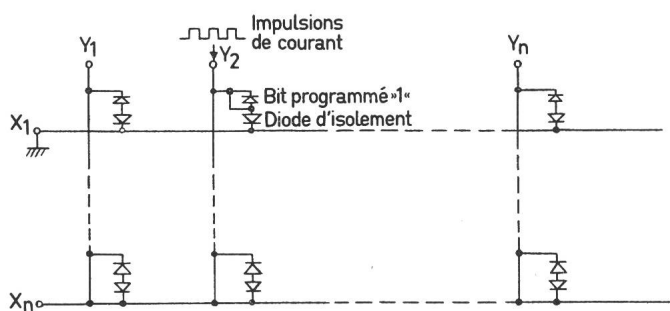 Impulsions
de courant
Y1
Y2
Yn
Bit programmé »1«
Diode d'isolement
X1
Xn